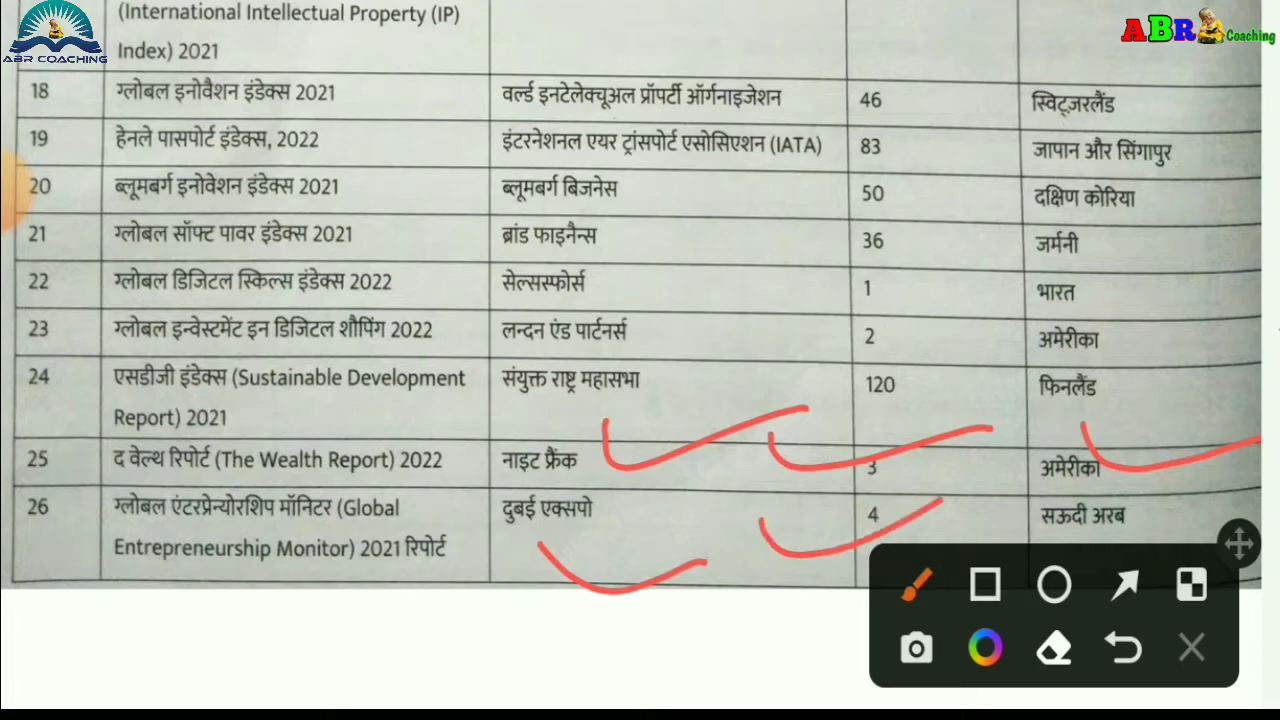 (International Intellectual Property (IP)
Index) 2021
ABR COACHING
ABR Coaching
18 ग्लोबल इनोवैशन इंडेक्स 2021 वर्ल्ड इनटेलेक्चूअल प्रॉपर्टी ऑर्गनाइजेशन 46 स्विट्ज़रलैंड
19 हेनले पासपोर्ट इंडेक्स, 2022 इंटरनेशनल एयर ट्रांसपोर्ट एसोसिएशन (IATA) 83 जापान और सिंगापुर
20 ब्लूमबर्ग इनोवेशन इंडेक्स 2021 ब्लूमबर्ग बिजनेस 50 दक्षिण कोरिया
21 ग्लोबल सॉफ्ट पावर इंडेक्स 2021 ब्रांड फाइनैन्स 36 जर्मनी
22 ग्लोबल डिजिटल स्किल्स इंडेक्स 2022 सेल्सस्फोर्स 1 भारत
23 ग्लोबल इन्वेस्टमेंट इन डिजिटल शौपिंग 2022 लन्दन एंड पार्टनर्स 2 अमेरीका
24 एसडीजी इंडेक्स (Sustainable Development संयुक्त राष्ट्र महासभा 120 फिनलैंड
Report) 2021
25 द वेल्थ रिपोर्ट (The Wealth Report) 2022 नाइट फ्रैंक 3 अमेरीका
26 ग्लोबल एंटरप्रेन्योरशिप मॉनिटर (Global दुबई एक्सपो 4 सऊदी अरब
Entrepreneurship Monitor) 2021 रिपोर्ट